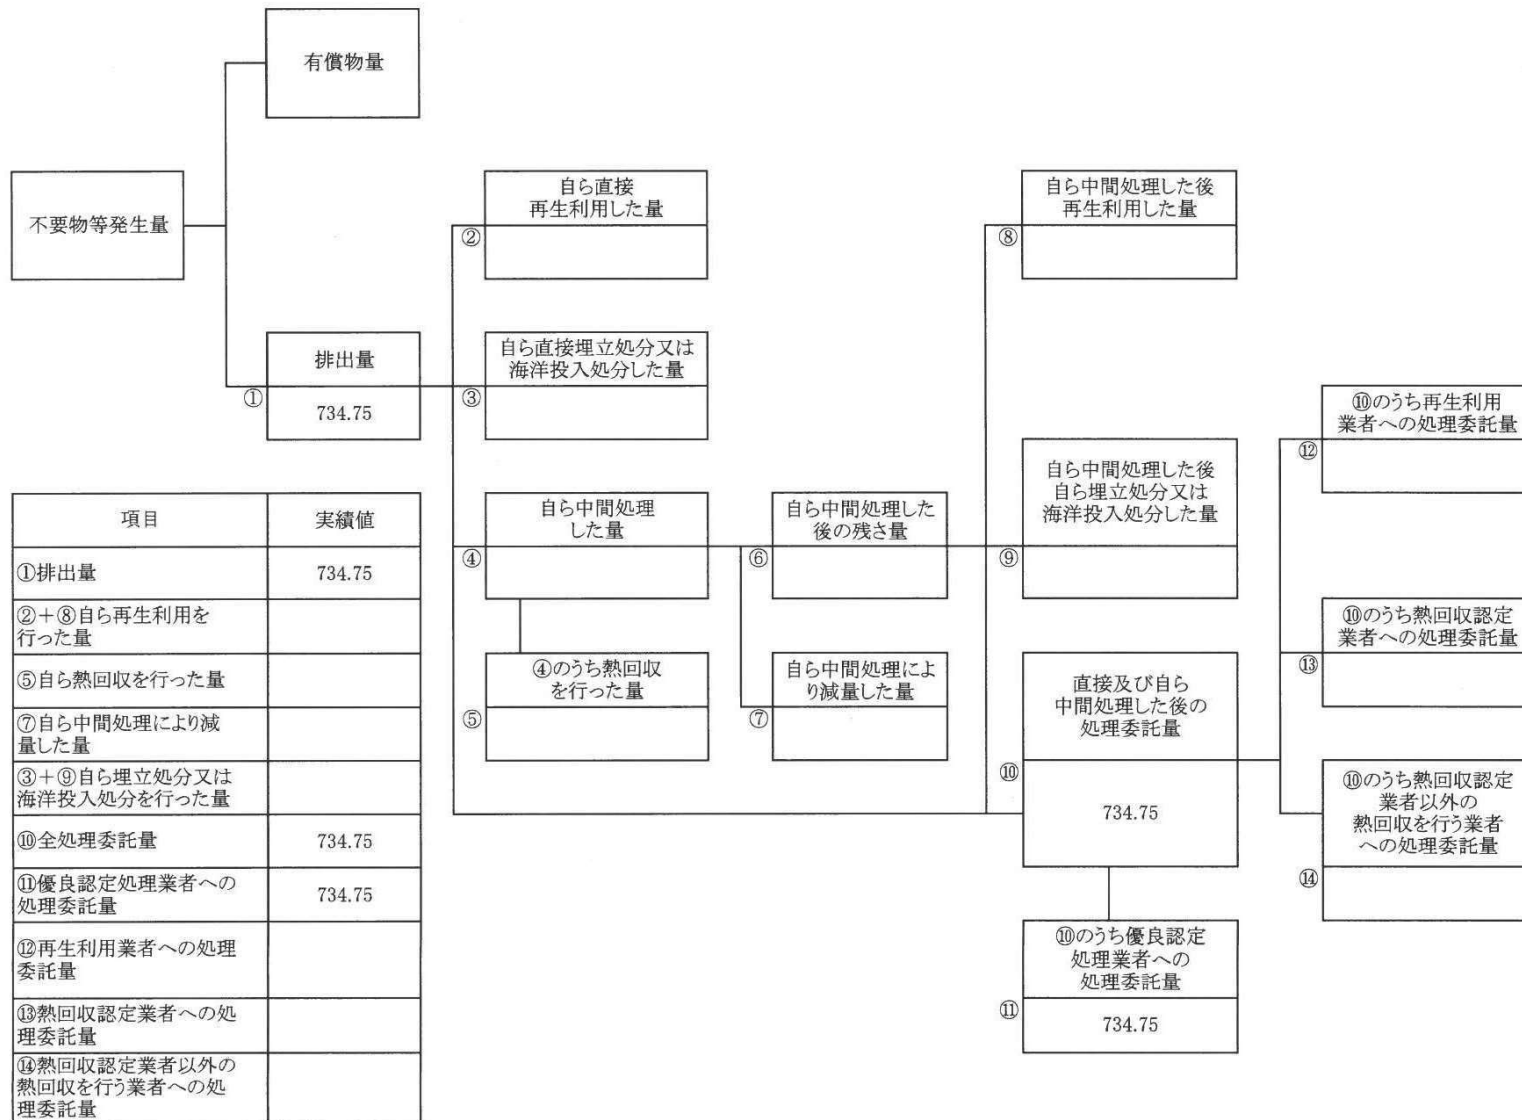 有償物量
不要物等発生量
排出量
①
734.75
自ら直接
再生利用した量
②
自ら直接埋立処分又は
海洋投入処分した量
③
自ら中間処理
した量
④
④のうち熱回収
を行った量
⑤
自ら中間処理した
後の残さ量
⑥
自ら中間処理によ
り減量した量
⑦
自ら中間処理した後
再生利用した量
⑧
自ら中間処理した後
自ら埋立処分又は
海洋投入処分した量
⑨
直接及び自ら
中間処理した後の
処理委託量
⑩
734.75
⑩のうち優良認定
処理業者への
処理委託量
⑪
734.75
⑩のうち再生利用
業者への処理委託量
⑫
⑩のうち熱回収認定
業者への処理委託量
⑬
⑩のうち熱回収認定
業者以外の
熱回収を行う業者
への処理委託量
⑭
項目 実績値
①排出量 734.75
②+⑧自ら再生利用を
行った量
⑤自ら熱回収を行った量
⑦自ら中間処理により減
量した量
③+⑨自ら埋立処分又は
海洋投入処分を行った量
⑩全処理委託量 734.75
⑪優良認定処理業者への
処理委託量 734.75
⑫再生利用業者への処理
委託量
⑬熱回収認定業者への処
理委託量
⑭熱回収認定業者以外の
熱回収を行う業者への処
理委託量